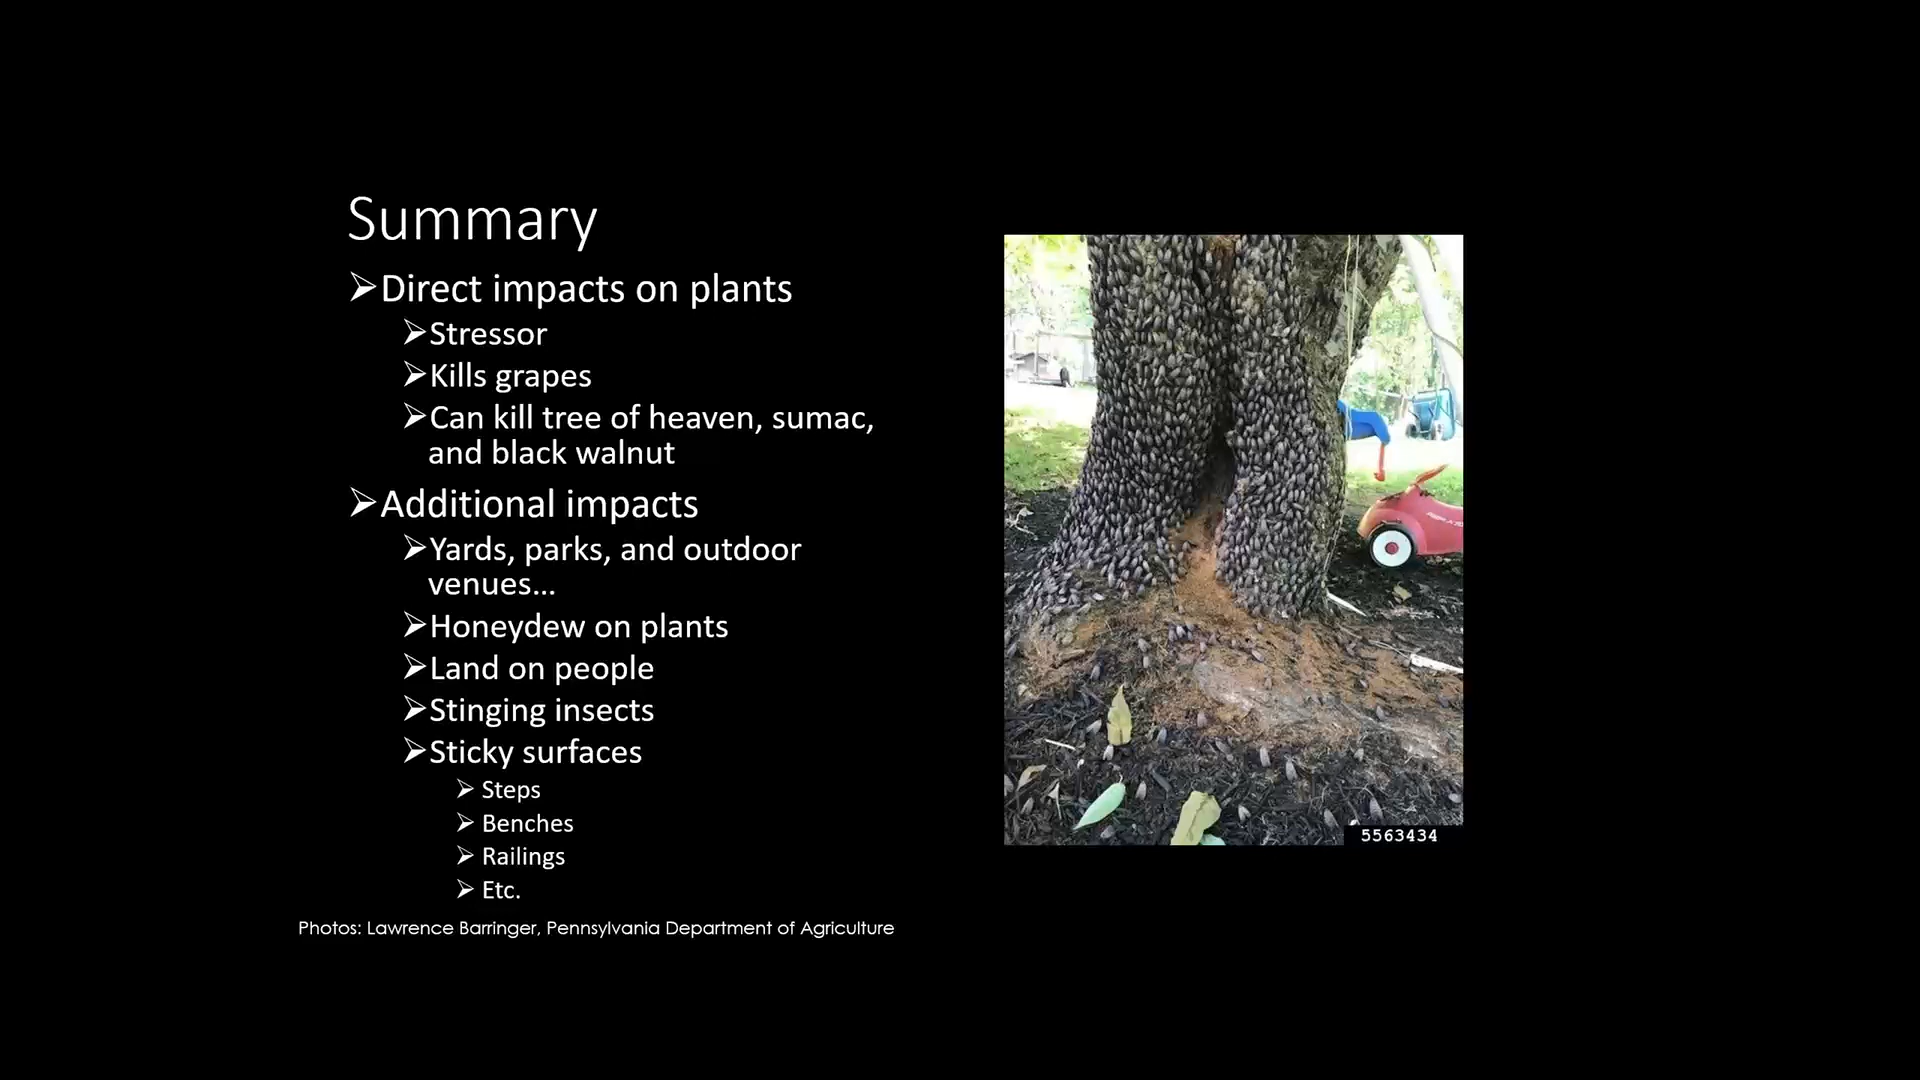 Summary
➢Direct impacts on plants
➢Stressor
➢Kills grapes
➢Can kill tree of heaven, sumac,
and black walnut
➢Additional impacts
➢Yards, parks, and outdoor
venues…
➢Honeydew on plants
➢Land on people
➢Stinging insects
➢Sticky surfaces
➢ Steps
➢ Benches
➢ Railings
➢ Etc.
Photos: Lawrence Barringer, Pennsylvania Department of Agriculture
5563434